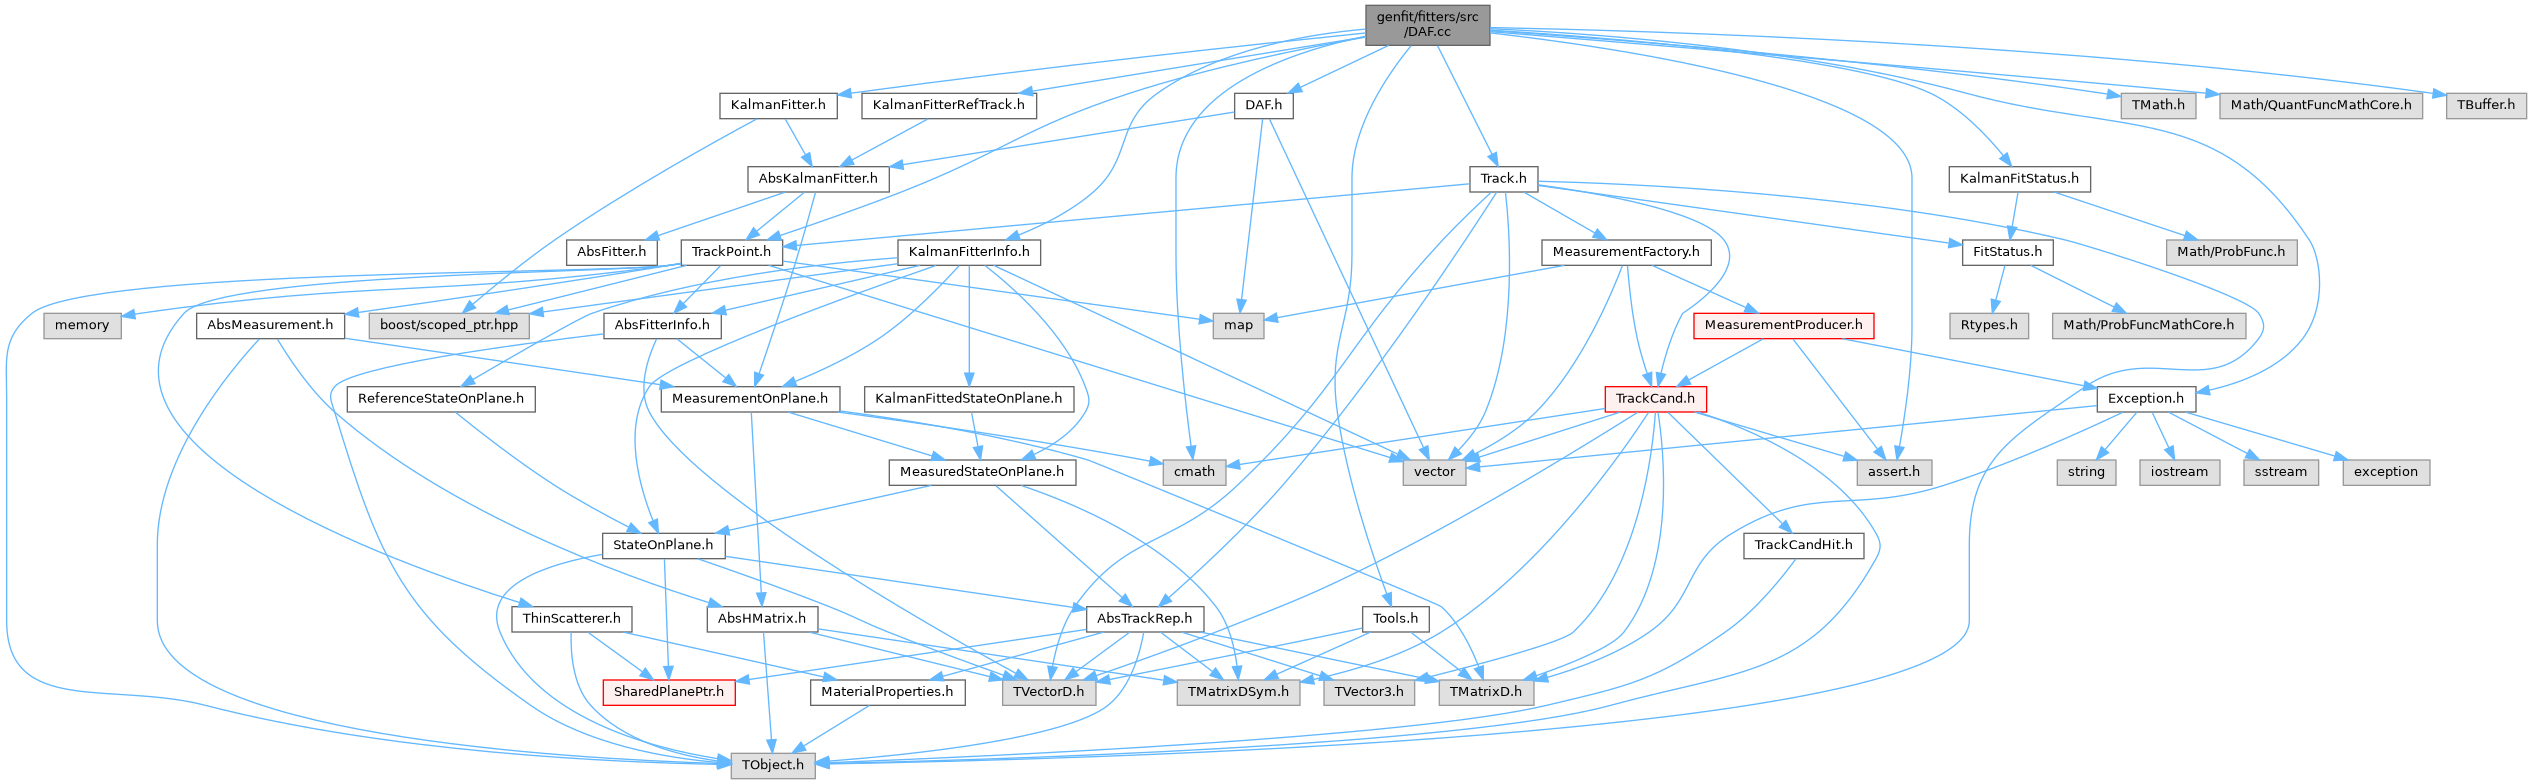 genfit/fitters/src
/DAF.cc
KalmanFitter.h
KalmanFitterRefTrack.h
DAF.h
TMath.h
Math/QuantFuncMathCore.h
TBuffer.h
AbsKalmanFitter.h
Track.h
KalmanFitStatus.h
AbsFitter.h
TrackPoint.h
KalmanFitterInfo.h
MeasurementFactory.h
FitStatus.h
Math/ProbFunc.h
memory
AbsMeasurement.h
boost/scoped_ptr.hpp
AbsFitterInfo.h
map
MeasurementProducer.h
Rtypes.h
Math/ProbFuncMathCore.h
ReferenceStateOnPlane.h
MeasurementOnPlane.h
KalmanFittedStateOnPlane.h
TrackCand.h
Exception.h
MeasuredStateOnPlane.h
cmath
vector
assert.h
string
iostream
sstream
exception
StateOnPlane.h
TrackCandHit.h
ThinScatterer.h
AbsHMatrix.h
AbsTrackRep.h
Tools.h
SharedPlanePtr.h
MaterialProperties.h
TVectorD.h
TMatrixDSym.h
TVector3.h
TMatrixD.h
TObject.h